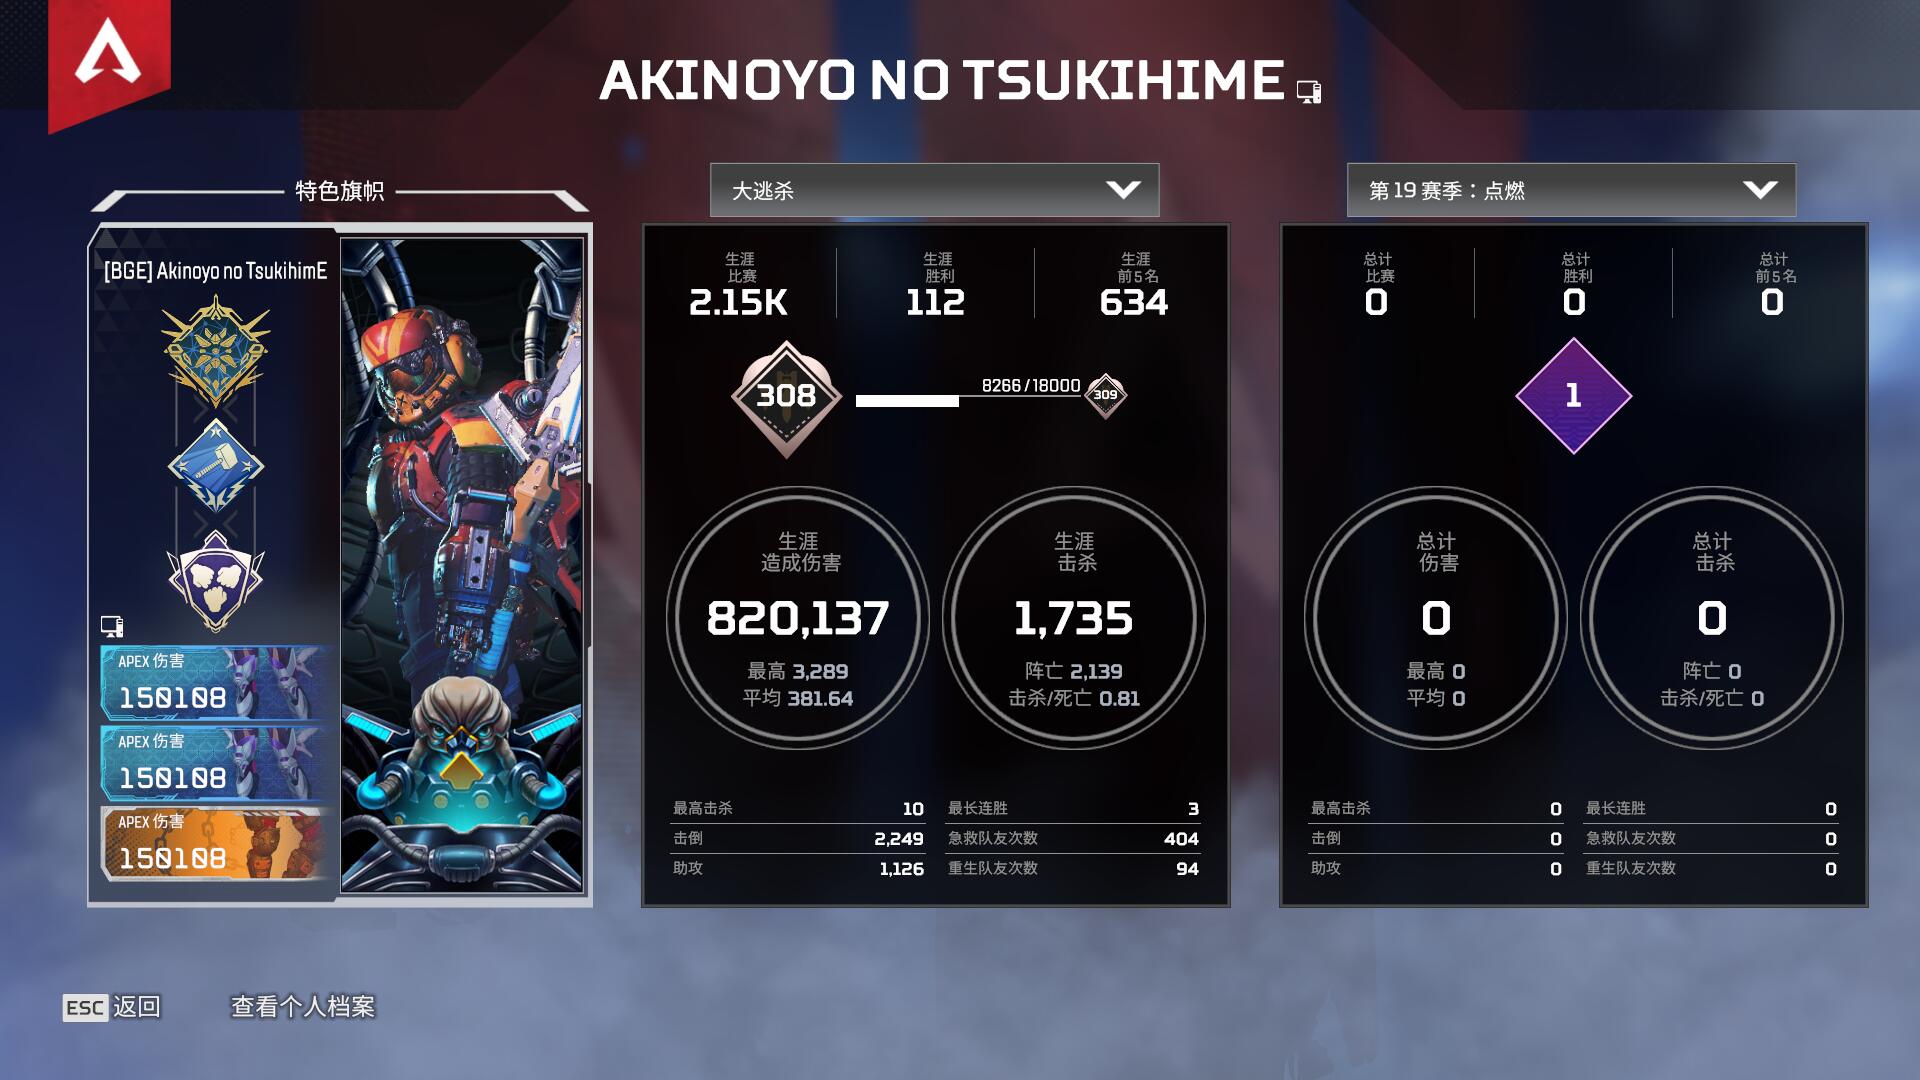 AKINOYO NO TSUKIHIME
特色旗帜
[BGE] Akinoyo no TsukihimE
APEX 伤害
150108
APEX 伤害
150108
APEX 伤害
150108
大逃杀
生涯
比赛
2.15K
生涯
胜利
112
生涯
前5名
634
308
8266/18000
309
生涯
造成伤害
820,137
最高 3,289
平均 381.64
生涯
击杀
1,735
阵亡 2,139
击杀/死亡 0.81
最高击杀 10
击倒 2,249
助攻 1,126
最长连胜 3
急救队友次数 404
重生队友次数 94
第 19 赛季：点燃
总计
比赛
0
总计
胜利
0
总计
前5名
0
1
总计
伤害
0
最高 0
平均 0
总计
击杀
0
阵亡 0
击杀/死亡 0
最高击杀 0
击倒 0
助攻 0
最长连胜 0
急救队友次数 0
重生队友次数 0
ESC 返回
查看个人档案